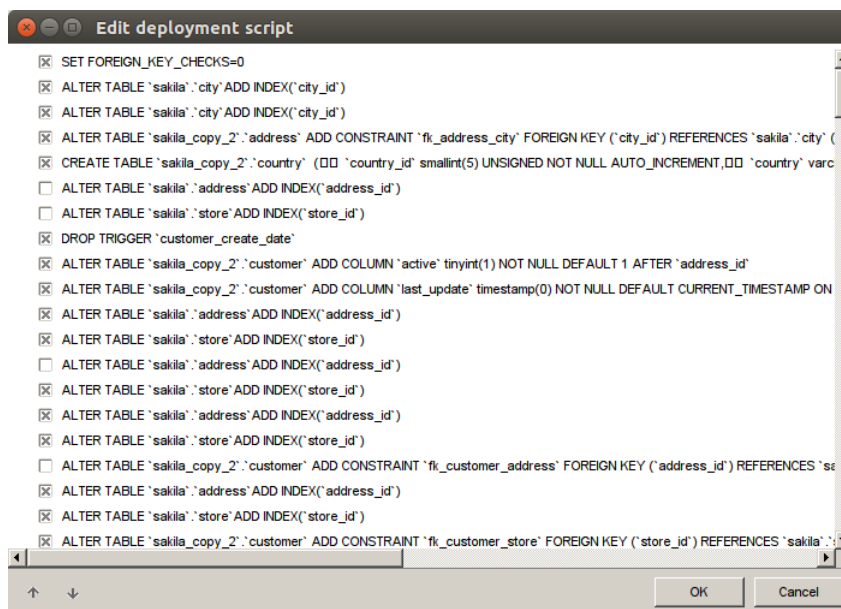 Edit deployment script
SET FOREIGN_KEY_CHECKS=0
ALTER TABLE `sakila`.`city`ADD INDEX(`city_id`)
ALTER TABLE `sakila`.`city`ADD INDEX(`city_id`)
ALTER TABLE `sakila_copy_2`.`address` ADD CONSTRAINT `fk_address_city` FOREIGN KEY (`city_id`) REFERENCES `sakila`.`city` (
CREATE TABLE `sakila_copy_2`.`country` (□□ `country_id` smallint(5) UNSIGNED NOT NULL AUTO_INCREMENT,□□ `country` varc
ALTER TABLE `sakila`.`address`ADD INDEX(`address_id`)
ALTER TABLE `sakila`.`store`ADD INDEX(`store_id`)
DROP TRIGGER `customer_create_date`
ALTER TABLE `sakila_copy_2`.`customer` ADD COLUMN `active` tinyint(1) NOT NULL DEFAULT 1 AFTER `address_id`
ALTER TABLE `sakila_copy_2`.`customer` ADD COLUMN `last_update` timestamp(0) NOT NULL DEFAULT CURRENT_TIMESTAMP ON
ALTER TABLE `sakila`.`address`ADD INDEX(`address_id`)
ALTER TABLE `sakila`.`store`ADD INDEX(`store_id`)
ALTER TABLE `sakila`.`address`ADD INDEX(`address_id`)
ALTER TABLE `sakila`.`store`ADD INDEX(`store_id`)
ALTER TABLE `sakila`.`address`ADD INDEX(`address_id`)
ALTER TABLE `sakila`.`store`ADD INDEX(`store_id`)
ALTER TABLE `sakila_copy_2`.`customer` ADD CONSTRAINT `fk_customer_address` FOREIGN KEY (`address_id`) REFERENCES `sa
ALTER TABLE `sakila`.`address`ADD INDEX(`address_id`)
ALTER TABLE `sakila`.`store`ADD INDEX(`store_id`)
ALTER TABLE `sakila_copy_2`.`customer` ADD CONSTRAINT `fk_customer_store` FOREIGN KEY (`store_id`) REFERENCES `sakila`.`s
OK Cancel